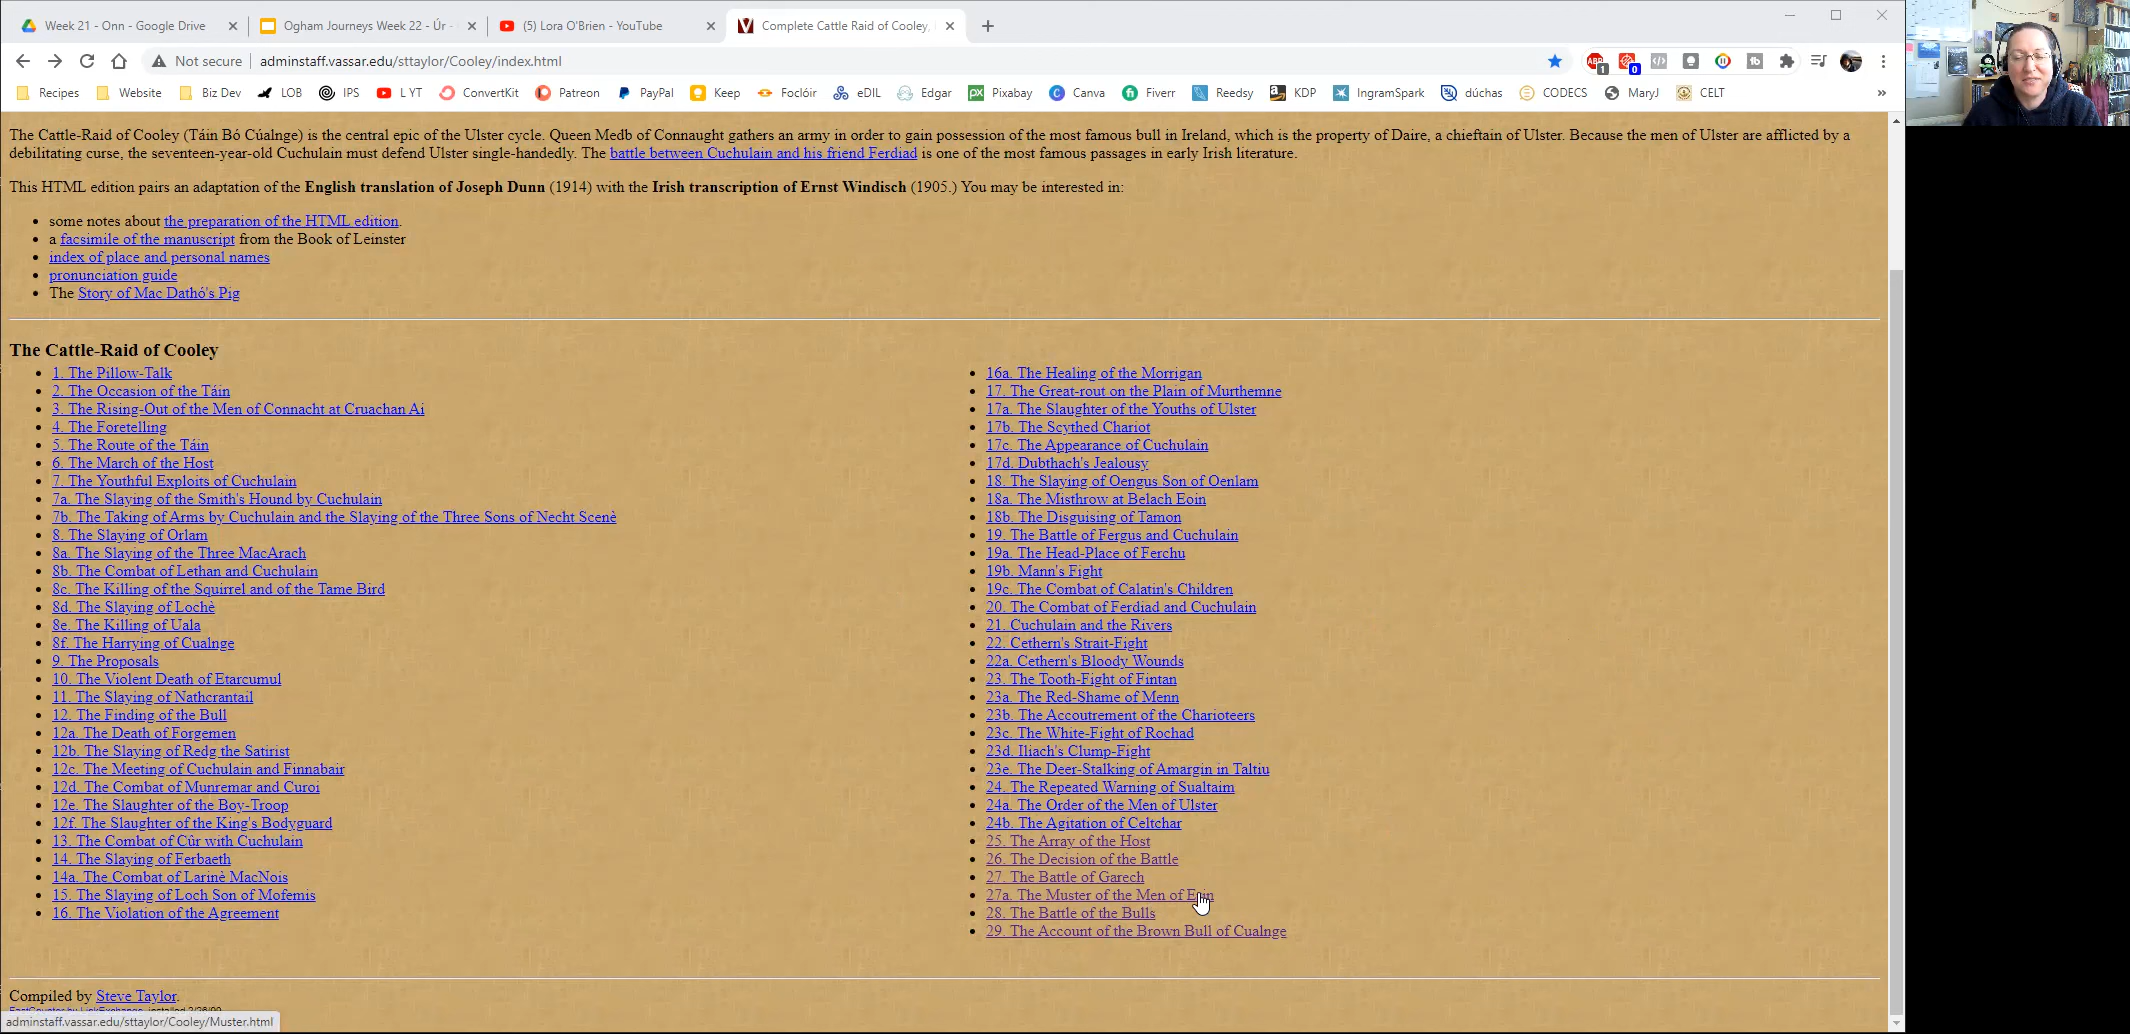 Week 21 - Onn - Google Drive
Ogham Journeys Week 22 - Úr -
(5) Lora O'Brien - YouTube
Complete Cattle Raid of Cooley,
Not secure
adminstaff.vassar.edu/sttaylor/Cooley/index.html
ABP
1
0
Recipes
Website
Biz Dev
LOB
IPS
L YT
ConvertKit
Patreon
PayPal
Keep
Foclóir
eDIL
Edgar
px Pixabay
Canva
Fiverr
Reedsy
KDP
IngramSpark
dúchas
CODECS
MaryJ
CELT
»
The Cattle-Raid of Cooley (Táin Bó Cúalnge) is the central epic of the Ulster cycle. Queen Medb of Connaught gathers an army in order to gain possession of the most famous bull in Ireland, which is the property of Daire, a chieftain of Ulster. Because the men of Ulster are afflicted by a
debilitating curse, the seventeen-year-old Cuchulain must defend Ulster single-handedly. The battle between Cuchulain and his friend Ferdiad is one of the most famous passages in early Irish literature.
This HTML edition pairs an adaptation of the English translation of Joseph Dunn (1914) with the Irish transcription of Ernst Windisch (1905.) You may be interested in:
some notes about the preparation of the HTML edition.
a facsimile of the manuscript from the Book of Leinster
index of place and personal names
pronunciation guide
The Story of Mac Dathó's Pig
The Cattle-Raid of Cooley
1. The Pillow-Talk
2. The Occasion of the Táin
3. The Rising-Out of the Men of Connacht at Cruachan Ai
4. The Foretelling
5. The Route of the Táin
6. The March of the Host
7. The Youthful Exploits of Cuchulain
7a. The Slaying of the Smith's Hound by Cuchulain
7b. The Taking of Arms by Cuchulain and the Slaying of the Three Sons of Necht Scenè
8. The Slaying of Orlam
8a. The Slaying of the Three MacArach
8b. The Combat of Lethan and Cuchulain
8c. The Killing of the Squirrel and of the Tame Bird
8d. The Slaying of Lochè
8e. The Killing of Uala
8f. The Harrying of Cualnge
9. The Proposals
10. The Violent Death of Etarcumul
11. The Slaying of Nathcrantail
12. The Finding of the Bull
12a. The Death of Forgemen
12b. The Slaying of Redg the Satirist
12c. The Meeting of Cuchulain and Finnabair
12d. The Combat of Munremar and Curoi
12e. The Slaughter of the Boy-Troop
12f. The Slaughter of the King's Bodyguard
13. The Combat of Cûr with Cuchulain
14. The Slaying of Ferbaeth
14a. The Combat of Larinè MacNois
15. The Slaying of Loch Son of Mofemis
16. The Violation of the Agreement
16a. The Healing of the Morrigan
17. The Great-rout on the Plain of Murthemne
17a. The Slaughter of the Youths of Ulster
17b. The Scythed Chariot
17c. The Appearance of Cuchulain
17d. Dubthach's Jealousy
18. The Slaying of Oengus Son of Oenlam
18a. The Misthrow at Belach Eoin
18b. The Disguising of Tamon
19. The Battle of Fergus and Cuchulain
19a. The Head-Place of Ferchu
19b. Mann's Fight
19c. The Combat of Calatin's Children
20. The Combat of Ferdiad and Cuchulain
21. Cuchulain and the Rivers
22. Cethern's Strait-Fight
22a. Cethern's Bloody Wounds
23. The Tooth-Fight of Fintan
23a. The Red-Shame of Menn
23b. The Accoutrement of the Charioteers
23c. The White-Fight of Rochad
23d. Iliach's Clump-Fight
23e. The Deer-Stalking of Amargin in Taltiu
24. The Repeated Warning of Sualtaim
24a. The Order of the Men of Ulster
24b. The Agitation of Celtchar
25. The Array of the Host
26. The Decision of the Battle
27. The Battle of Garech
27a. The Muster of the Men of Erin
28. The Battle of the Bulls
29. The Account of the Brown Bull of Cualnge
Compiled by Steve Taylor.
adminstaff.vassar.edu/sttaylor/Cooley/Muster.html